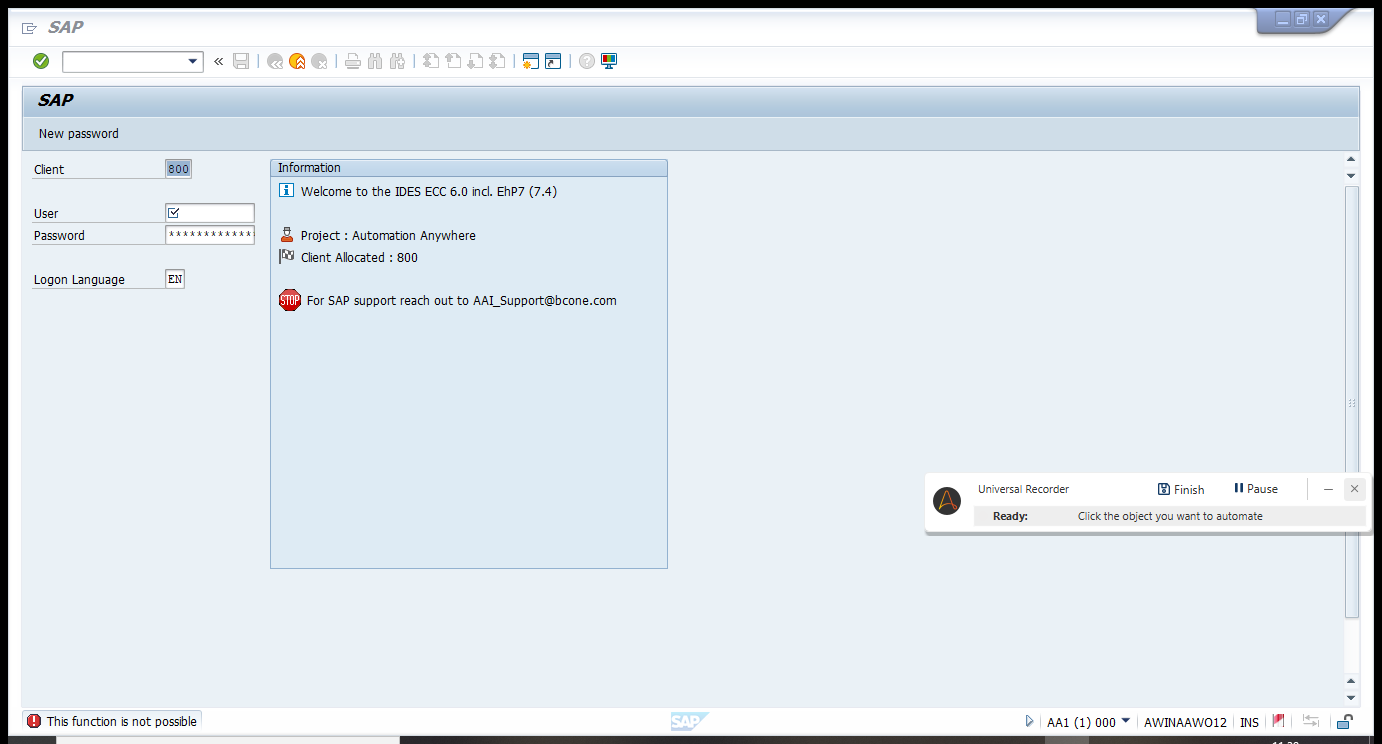 SAP
SAP
New password
Client 800
User
Password *************
Logon Language EN
Information
Welcome to the IDES ECC 6.0 incl. EhP7 (7.4)
Project : Automation Anywhere
Client Allocated : 800
STOP For SAP support reach out to AAI_Support@bcone.com
Universal Recorder Finish Pause
Ready: Click the object you want to automate
This function is not possible SAP AA1 (1) 000 AWINAAWO12 INS